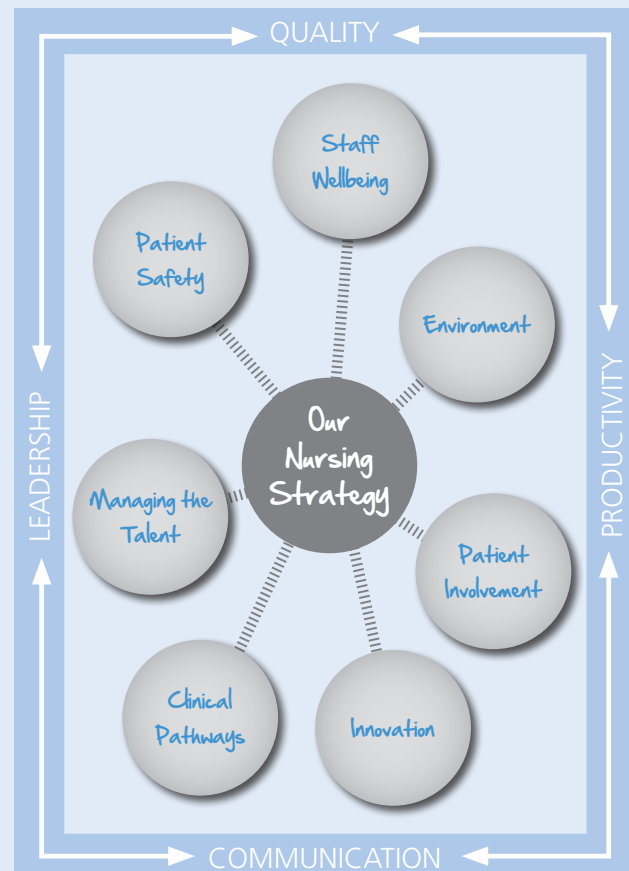 QUALITY
Staff
Wellbeing
Patient
Safety
Environment
LEADERSHIP
PRODUCTIVITY
Our
Nursing
Strategy
Managing the
Talent
Patient
Involvement
Clinical
Pathways
Innovation
COMMUNICATION